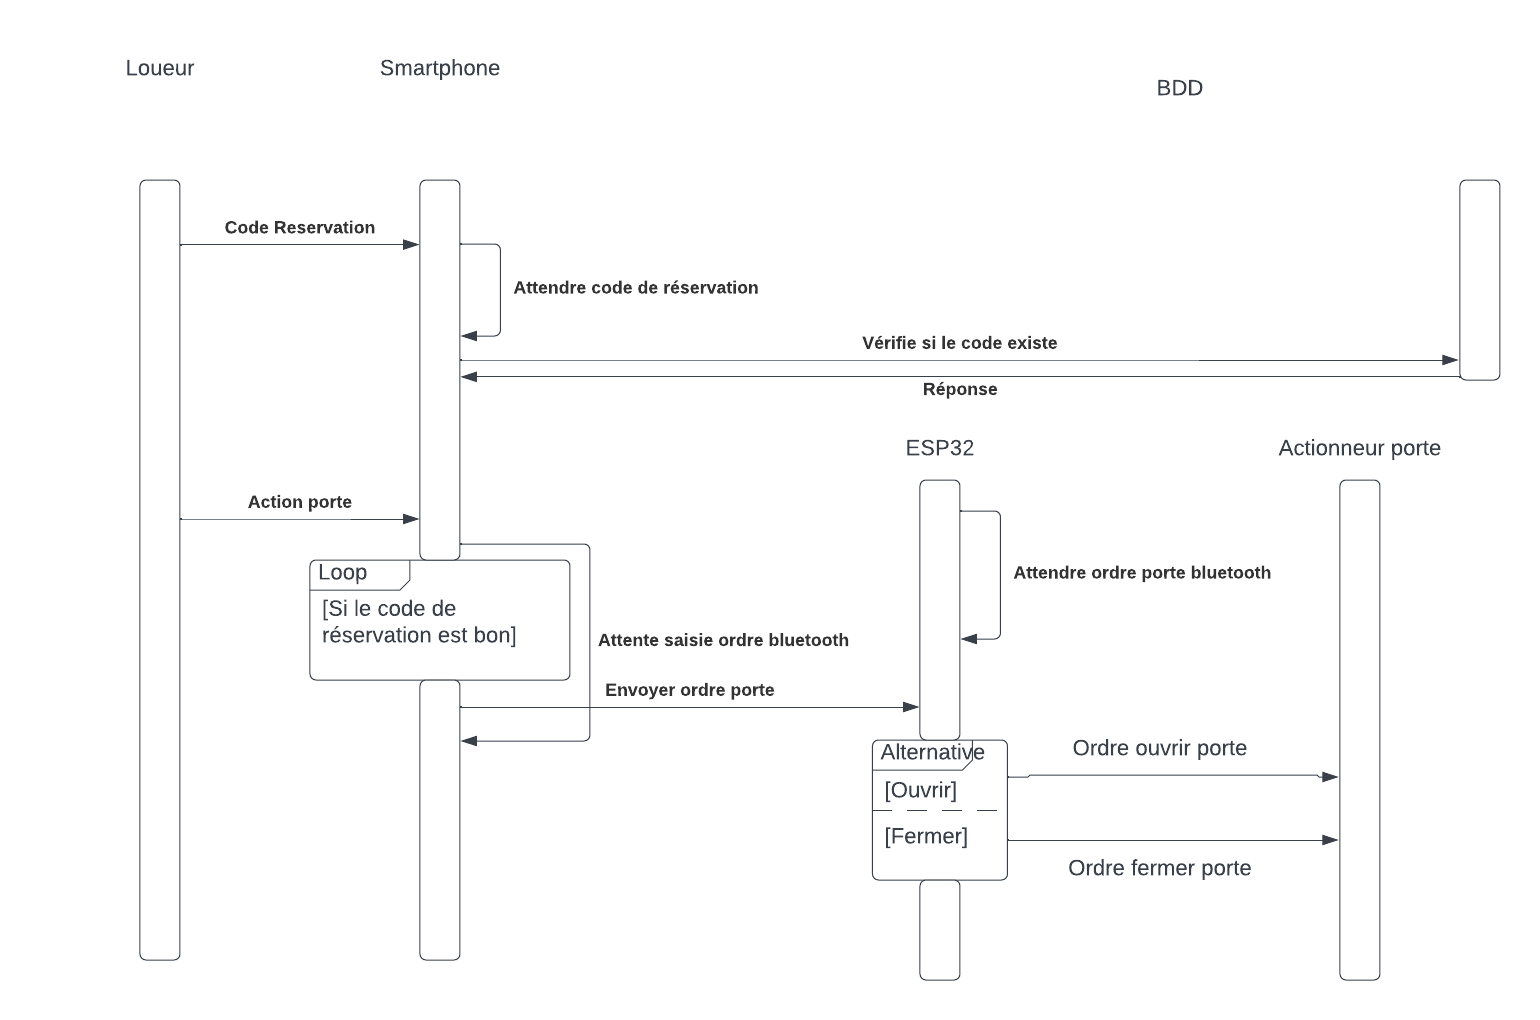 Loueur
Smartphone
BDD
Code Reservation
Attendre code de réservation
Vérifie si le code existe
Réponse
ESP32
Actionneur porte
Action porte
Attendre ordre porte bluetooth
Loop
[Si le code de
réservation est bon]
Attente saisie ordre bluetooth
Envoyer ordre porte
Alternative
Ordre ouvrir porte
[Ouvrir]
[Fermer]
Ordre fermer porte